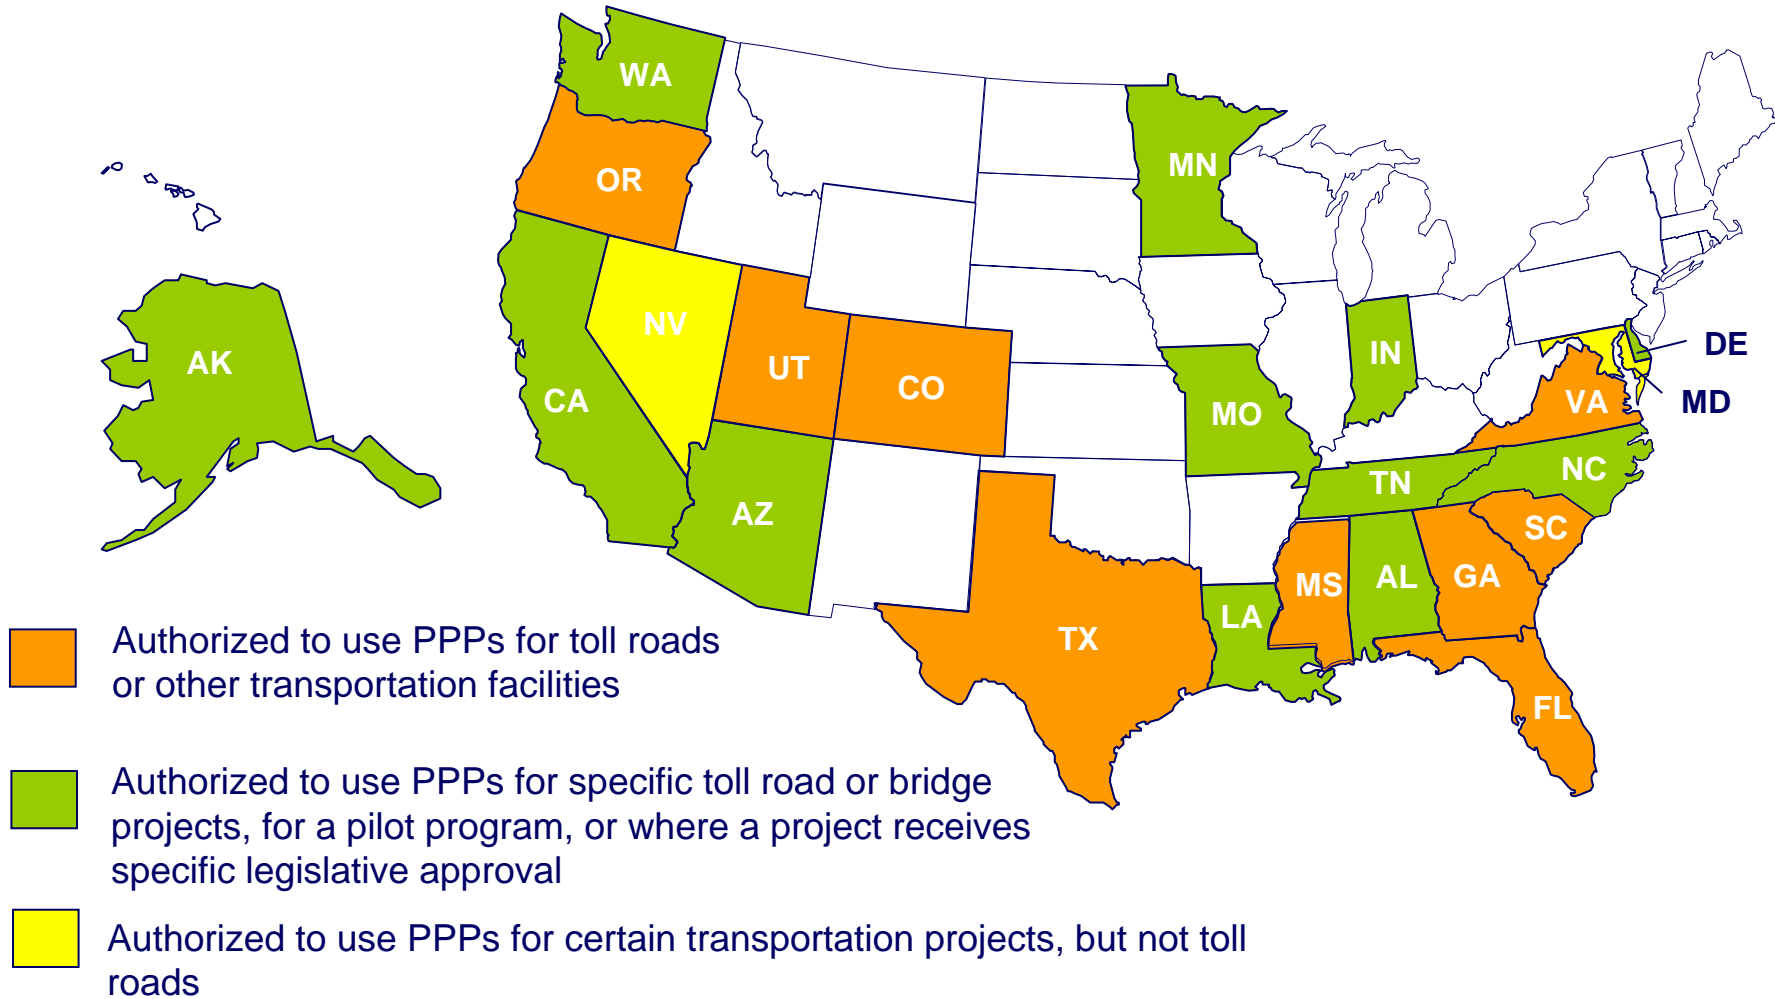 WA
OR
MN
NV
AK
UT
CO
CA
IN
DE
MD
VA
MO
NC
TN
AZ
SC
MS
AL
GA
LA
TX
FL
Authorized to use PPPs for toll roads
or other transportation facilities
Authorized to use PPPs for specific toll road or bridge
projects, for a pilot program, or where a project receives
specific legislative approval
Authorized to use PPPs for certain transportation projects, but not toll
roads